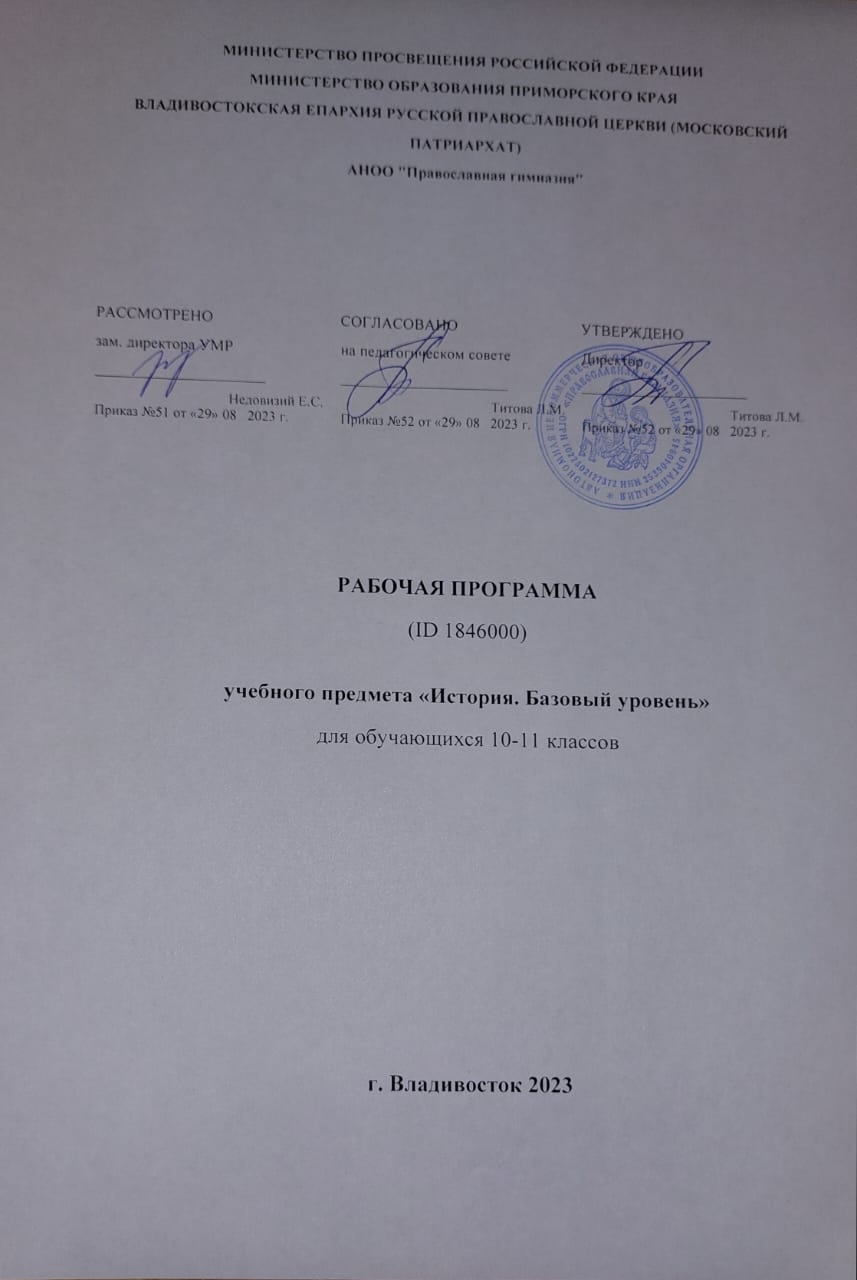 МИНИСТЕРСТВО ПРОСВЕЩЕНИЯ РОССИЙСКОЙ ФЕДЕРАЦИИ
МИНИСТЕРСТВО ОБРАЗОВАНИЯ ПРИМОРСКОГО КРАЯ
ВЛАДИВОСТОКСКАЯ ЕПАРХИЯ РУССКОЙ ПРАВОСЛАВНОЙ ЦЕРКВИ (МОСКОВСКИЙ
ПАТРИАРХАТ)
АНОО "Православная гимназия"
РАССМОТРЕНО
зам. директора УМР
Недовизий Е.С.
Приказ №51 от «29» 08 2023 г.
СОГЛАСОВАНО
на педагогическом совете
Титова Л.М.
Приказ №52 от «29» 08 2023 г.
УТВЕРЖДЕНО
Директор
Титова Л.М.
Приказ №52 от «29» 08 2023 г.
РАБОЧАЯ ПРОГРАММА
(ID 1846000)
учебного предмета «История. Базовый уровень»
для обучающихся 10-11 классов
г. Владивосток 2023